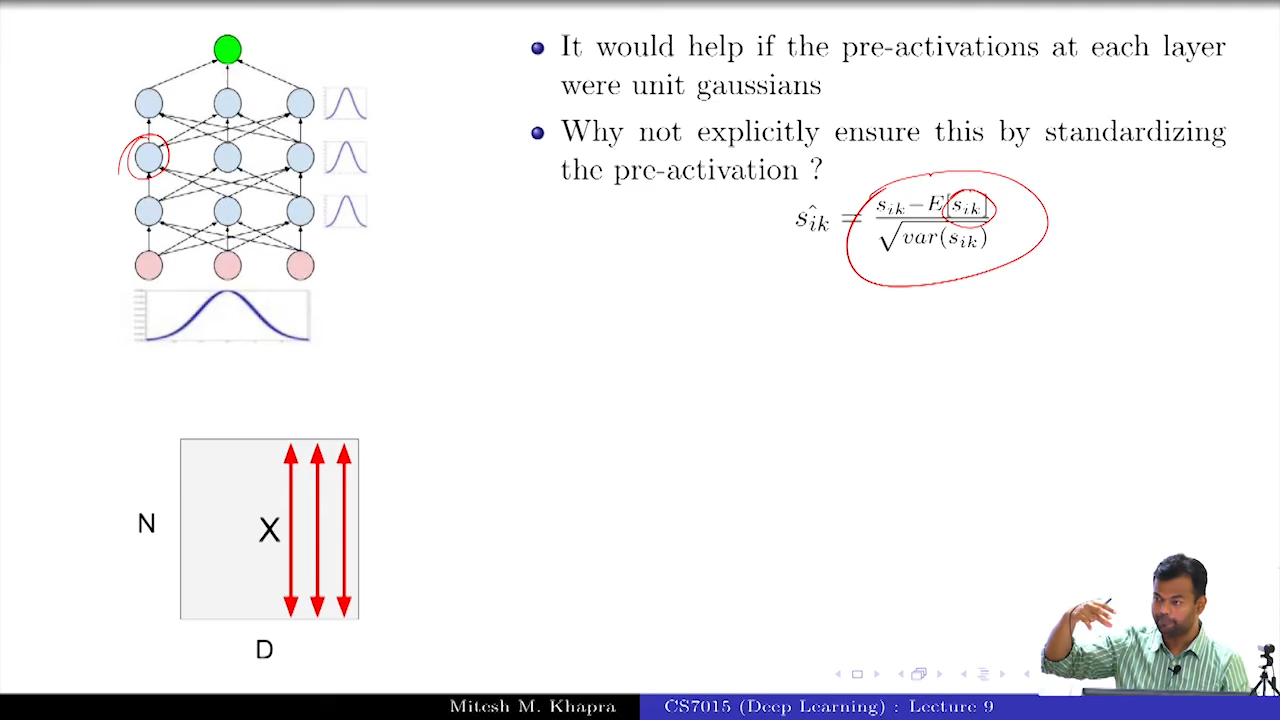 It would help if the pre-activations at each layer
were unit gaussians
Why not explicitly ensure this by standardizing
the pre-activation ?
ŝ_ik = (s_ik − E[s_ik]) / √var(s_ik)
N
X
D
Mitesh M. Khapra
CS7015 (Deep Learning) : Lecture 9